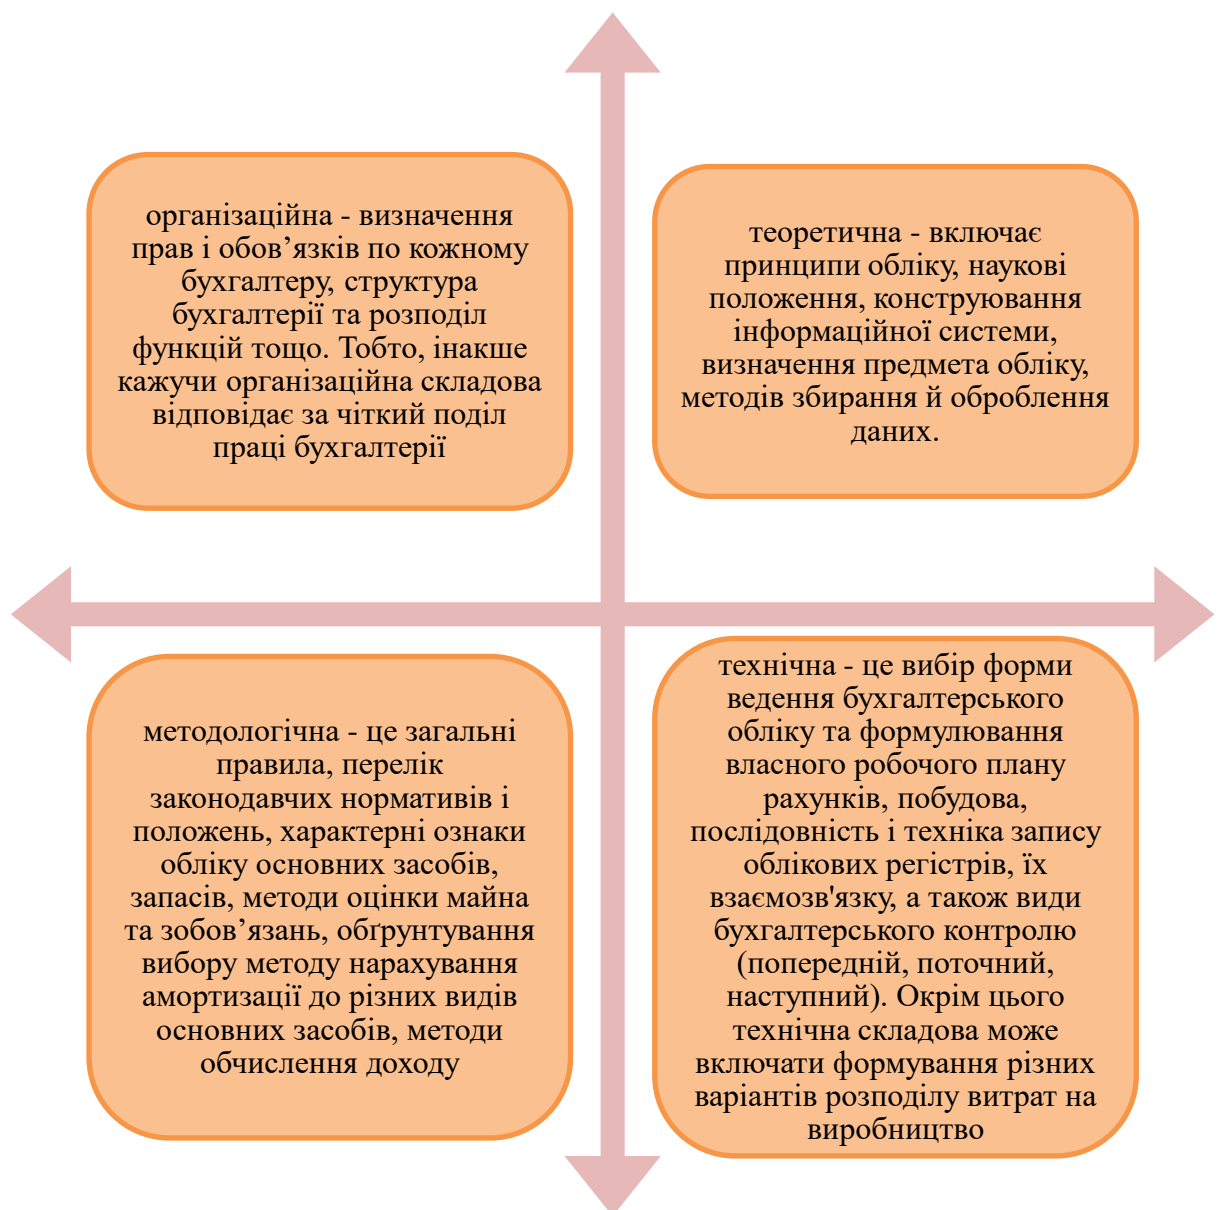 організаційна - визначення
прав і обов’язків по кожному
бухгалтеру, структура
бухгалтерії та розподіл
функцій тощо. Тобто, інакше
кажучи організаційна складова
відповідає за чіткий поділ
праці бухгалтерії
теоретична - включає
принципи обліку, наукові
положення, конструювання
інформаційної системи,
визначення предмета обліку,
методів збирання й оброблення
даних.
методологічна - це загальні
правила, перелік
законодавчих нормативів і
положень, характерні ознаки
обліку основних засобів,
запасів, методи оцінки майна
та зобов’язань, обґрунтування
вибору методу нарахування
амортизації до різних видів
основних засобів, методи
обчислення доходу
технічна - це вибір форми
ведення бухгалтерського
обліку та формулювання
власного робочого плану
рахунків, побудова,
послідовність і техніка запису
облікових регістрів, їх
взаємозв'язку, а також види
бухгалтерського контролю
(попередній, поточний,
наступний). Окрім цього
технічна складова може
включати формування різних
варіантів розподілу витрат на
виробництво